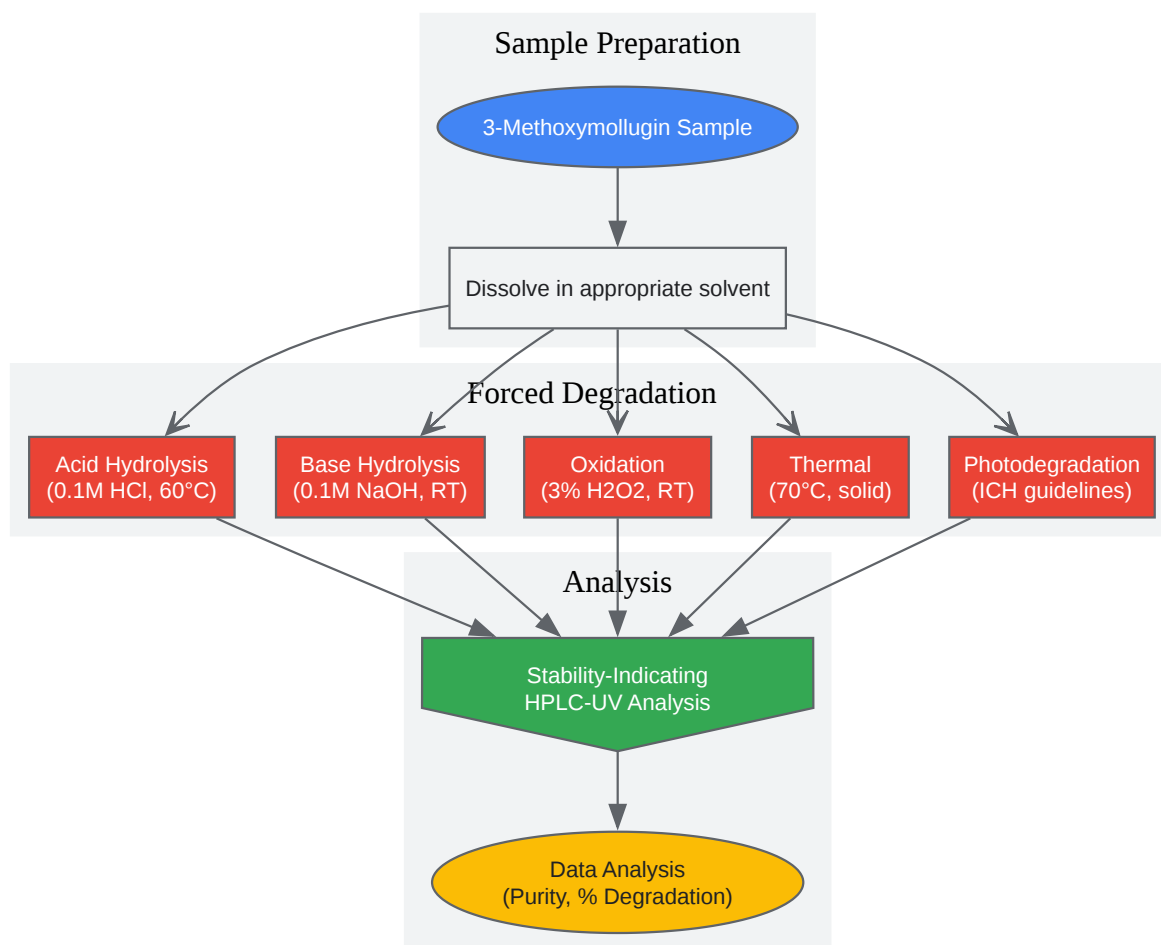 Sample Preparation
3-Methoxymollugin Sample
Dissolve in appropriate solvent
Forced Degradation
Acid Hydrolysis
(0.1M HCl, 60°C)
Base Hydrolysis
(0.1M NaOH, RT)
Oxidation
(3% H2O2, RT)
Thermal
(70°C, solid)
Photodegradation
(ICH guidelines)
Analysis
Stability-Indicating
HPLC-UV Analysis
Data Analysis
(Purity, % Degradation)